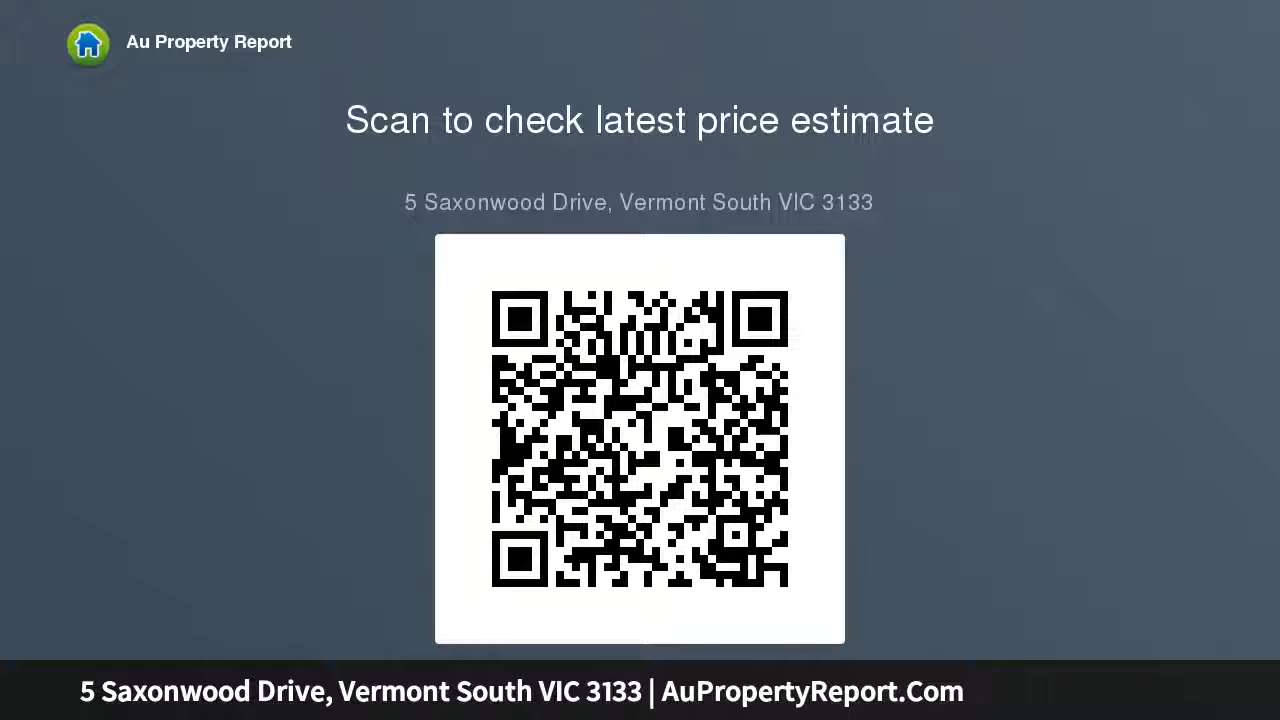 Au Property Report
Scan to check latest price estimate
5 Saxonwood Drive, Vermont South VIC 3133
5 Saxonwood Drive, Vermont South VIC 3133 | AuPropertyReport.Com